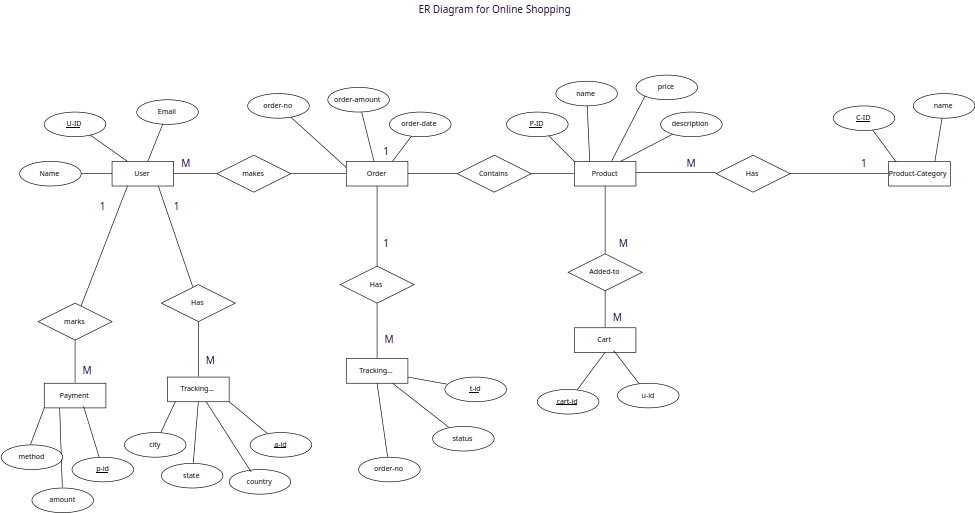 ER Diagram for Online Shopping
price
name
order-amount
name
order-no
Email
C-ID
U-ID
order-date
P-ID
description
1
M
M
1
Name
User
makes
Order
Contains
Product
Has
Product-Category
1
1
1
M
Added-to
Has
Has
M
marks
Cart
M
M
M
Tracking...
Payment
Tracking...
t-id
cart-id
u-id
city
a-id
status
method
p-id
order-no
state
country
amount